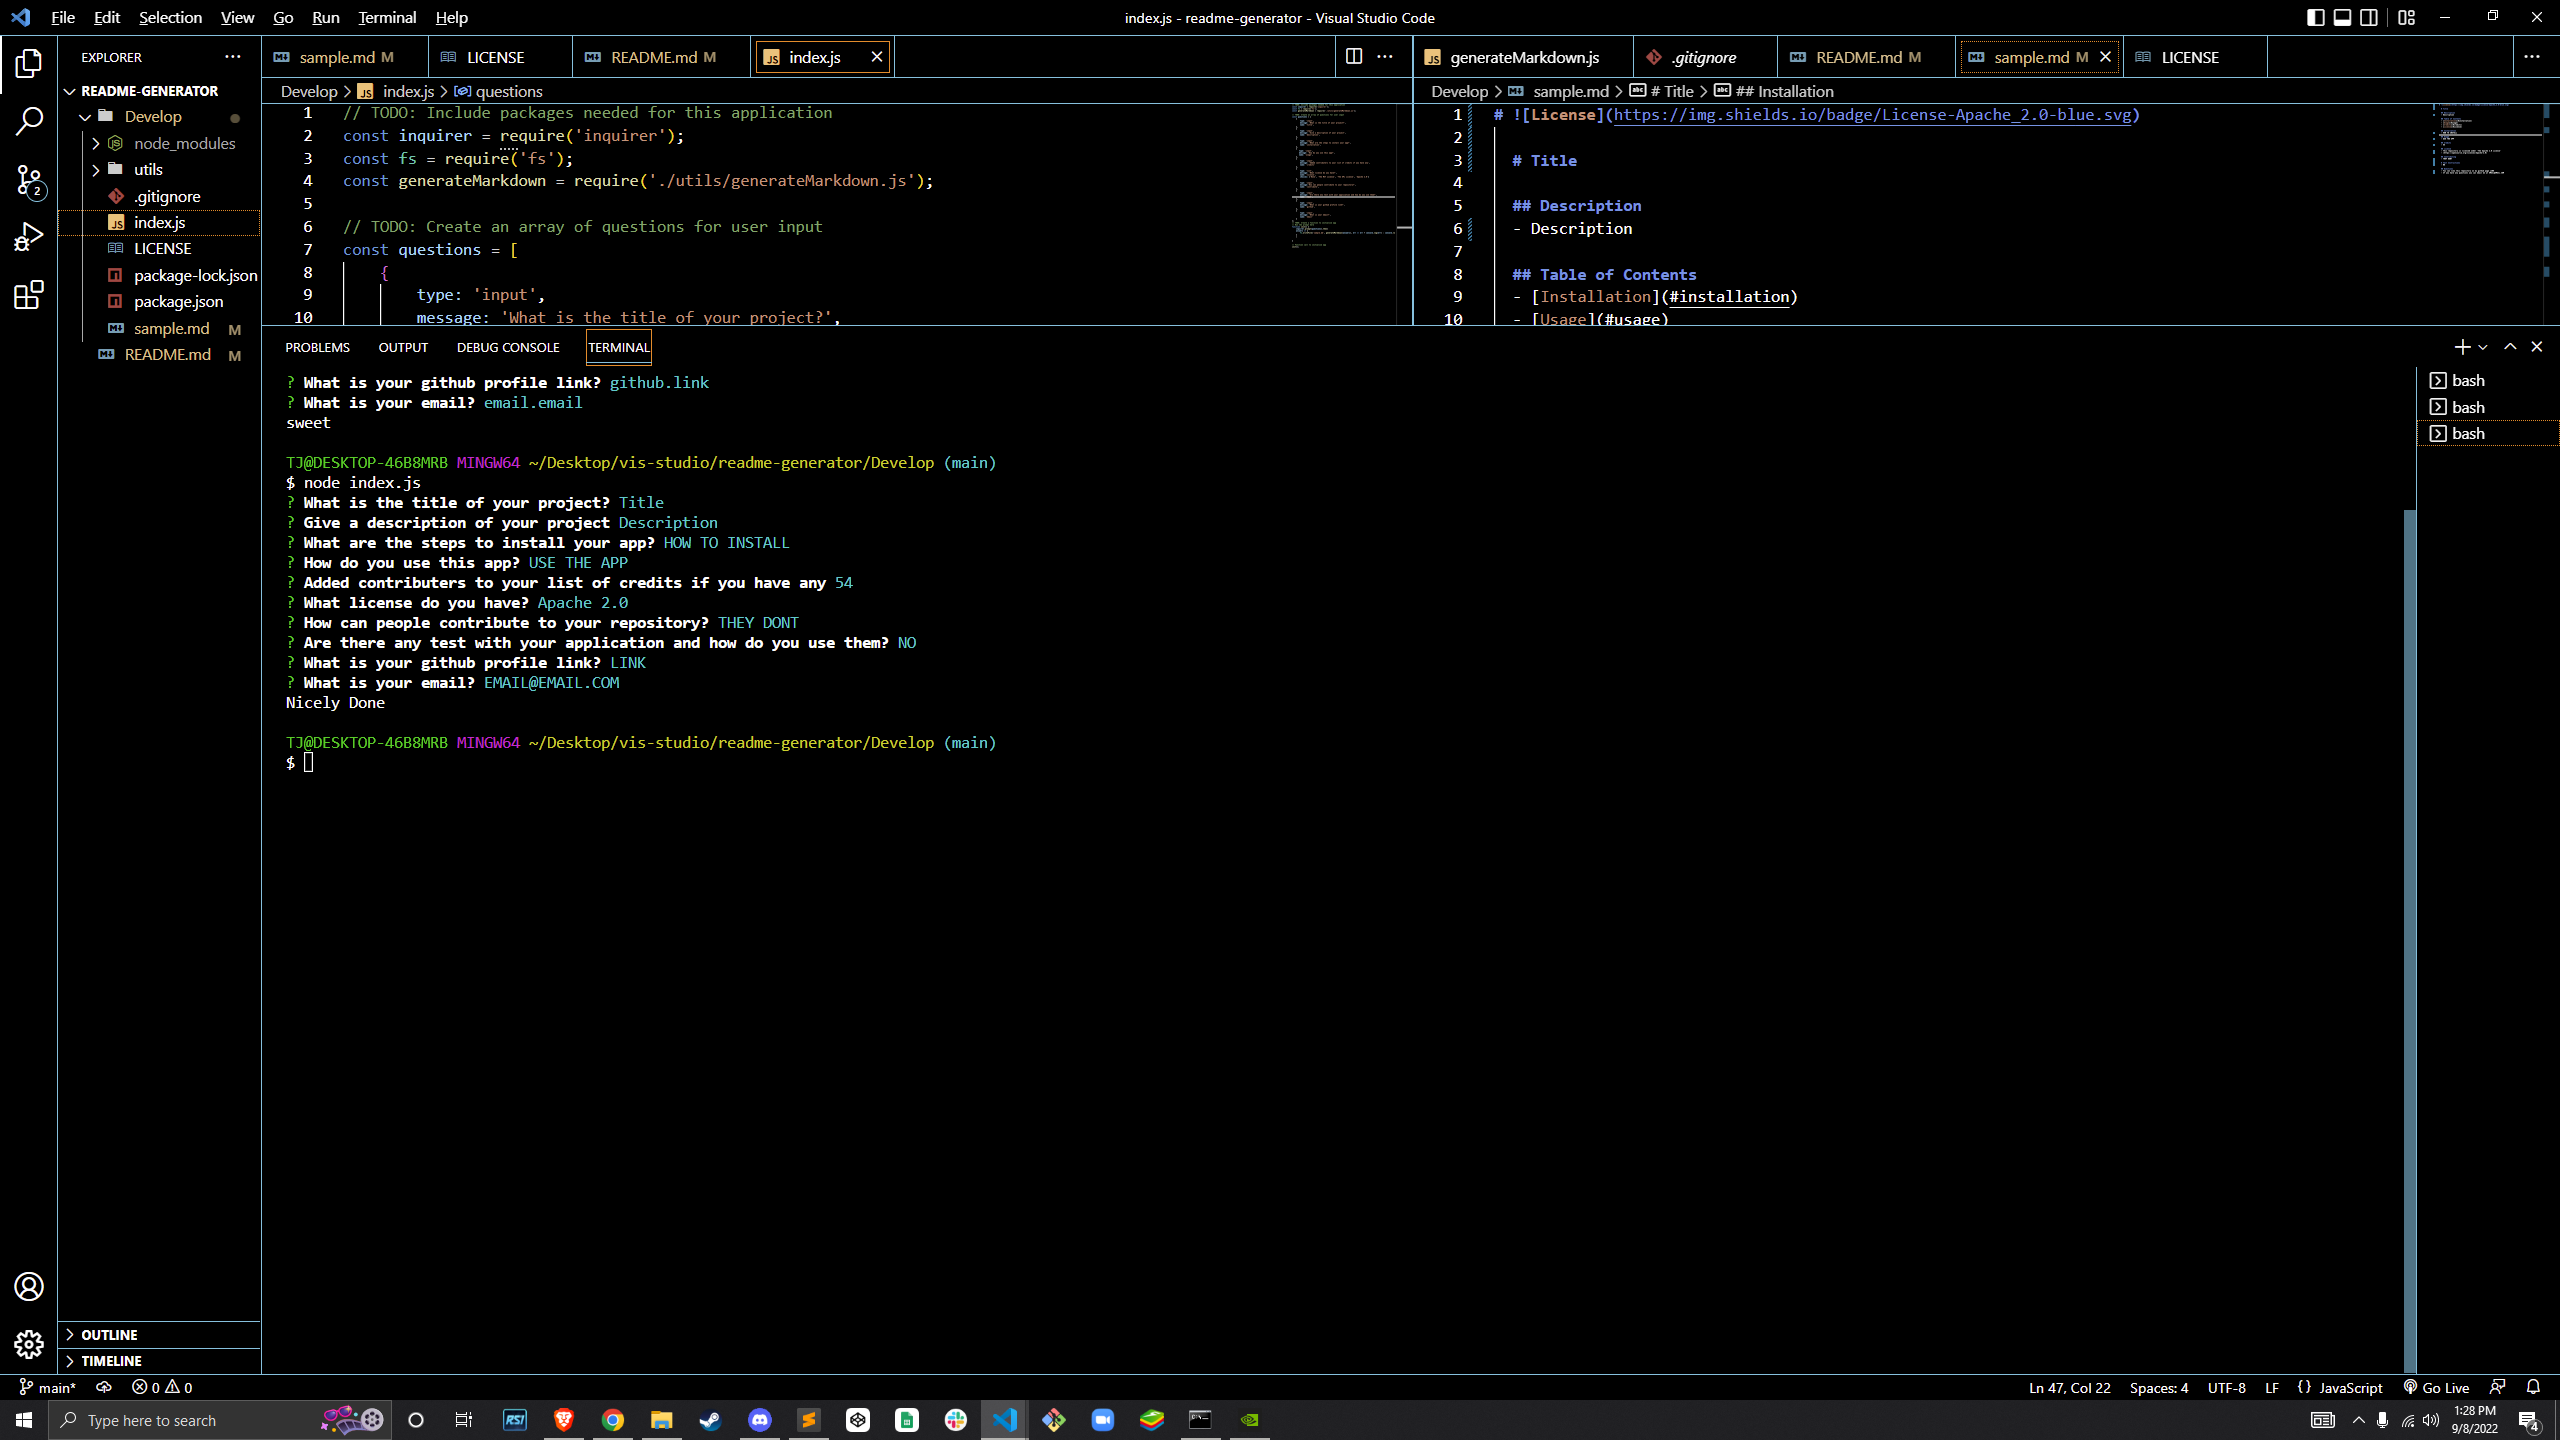 File Edit Selection View Go Run Terminal Help
index.js - readme-generator - Visual Studio Code
EXPLORER
README-GENERATOR
Develop
node_modules
utils
.gitignore
index.js
LICENSE
package-lock.json
package.json
sample.md M
README.md M
OUTLINE
TIMELINE
2
sample.md M LICENSE README.md M index.js
Develop > index.js > questions
1 // TODO: Include packages needed for this application
2 const inquirer = require('inquirer');
3 const fs = require('fs');
4 const generateMarkdown = require('./utils/generateMarkdown.js');
5
6 // TODO: Create an array of questions for user input
7 const questions = [
8 {
9 type: 'input',
10 message: 'What is the title of your project?',
generateMarkdown.js .gitignore README.md M sample.md M LICENSE
Develop > sample.md > # Title > ## Installation
1 # ![License](https://img.shields.io/badge/License-Apache_2.0-blue.svg)
2
3 # Title
4
5 ## Description
6 - Description
7
8 ## Table of Contents
9 - [Installation](#installation)
10 - [Usage](#usage)
PROBLEMS OUTPUT DEBUG CONSOLE TERMINAL
? What is your github profile link? github.link
? What is your email? email.email
sweet
TJ@DESKTOP-46B8MRB MINGW64 ~/Desktop/vis-studio/readme-generator/Develop (main)
$ node index.js
? What is the title of your project? Title
? Give a description of your project Description
? What are the steps to install your app? HOW TO INSTALL
? How do you use this app? USE THE APP
? Added contributers to your list of credits if you have any 54
? What license do you have? Apache 2.0
? How can people contribute to your repository? THEY DONT
? Are there any test with your application and how do you use them? NO
? What is your github profile link? LINK
? What is your email? EMAIL@EMAIL.COM
Nicely Done
TJ@DESKTOP-46B8MRB MINGW64 ~/Desktop/vis-studio/readme-generator/Develop (main)
$
bash
bash
bash
main* 0 0 Ln 47, Col 22 Spaces: 4 UTF-8 LF {} JavaScript Go Live
Type here to search
RSI
1:28 PM
9/8/2022
4